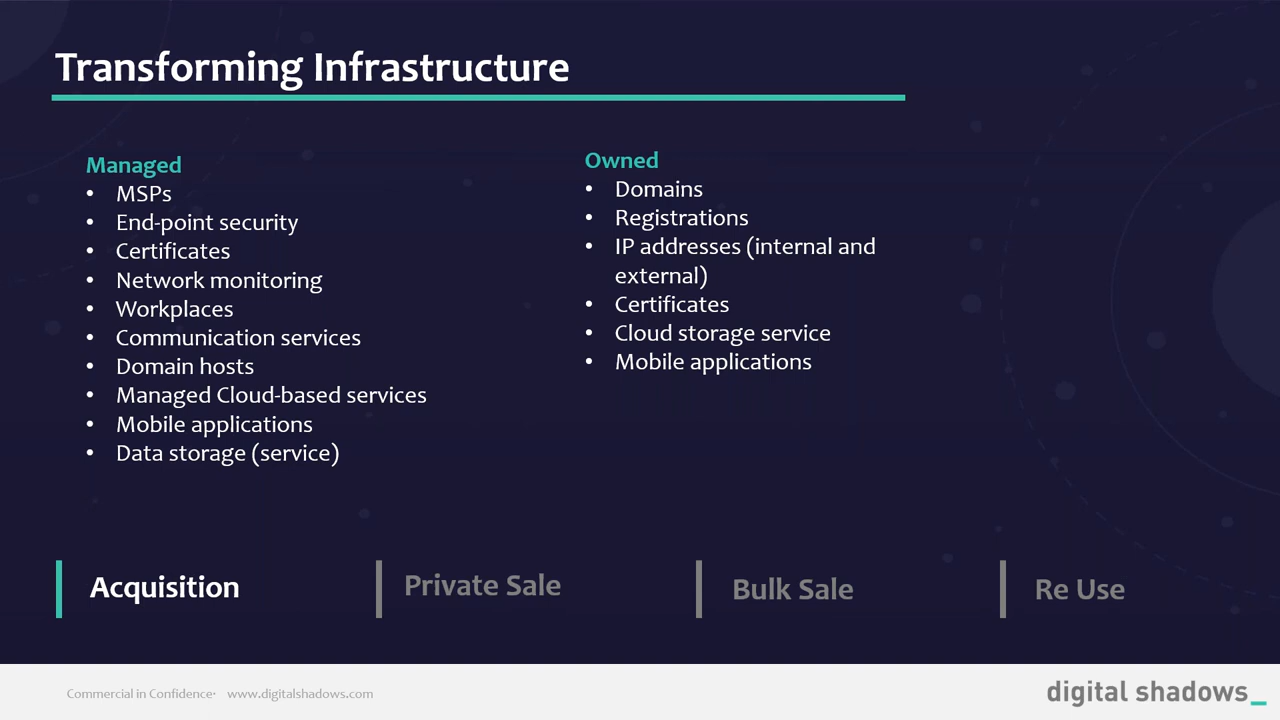 Transforming Infrastructure
Managed
• MSPs
• End-point security
• Certificates
• Network monitoring
• Workplaces
• Communication services
• Domain hosts
• Managed Cloud-based services
• Mobile applications
• Data storage (service)
Owned
• Domains
• Registrations
• IP addresses (internal and
external)
• Certificates
• Cloud storage service
• Mobile applications
Acquisition
Private Sale
Bulk Sale
Re Use
Commercial in Confidence· www.digitalshadows.com
digital shadows_